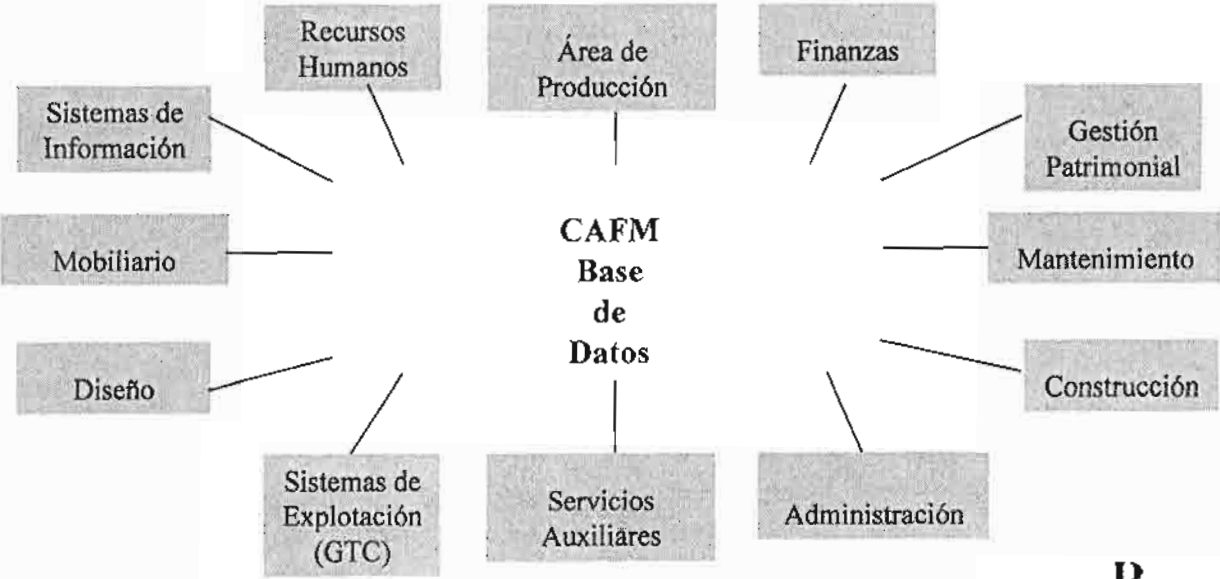 Recursos
Humanos
Área de
Producción
Finanzas
Sistemas de
Información
Gestión
Patrimonial
CAFM
Base
de
Datos
Mobiliario
Mantenimiento
Diseño
Construcción
Sistemas de
Explotación
(GTC)
Servicios
Auxiliares
Administración